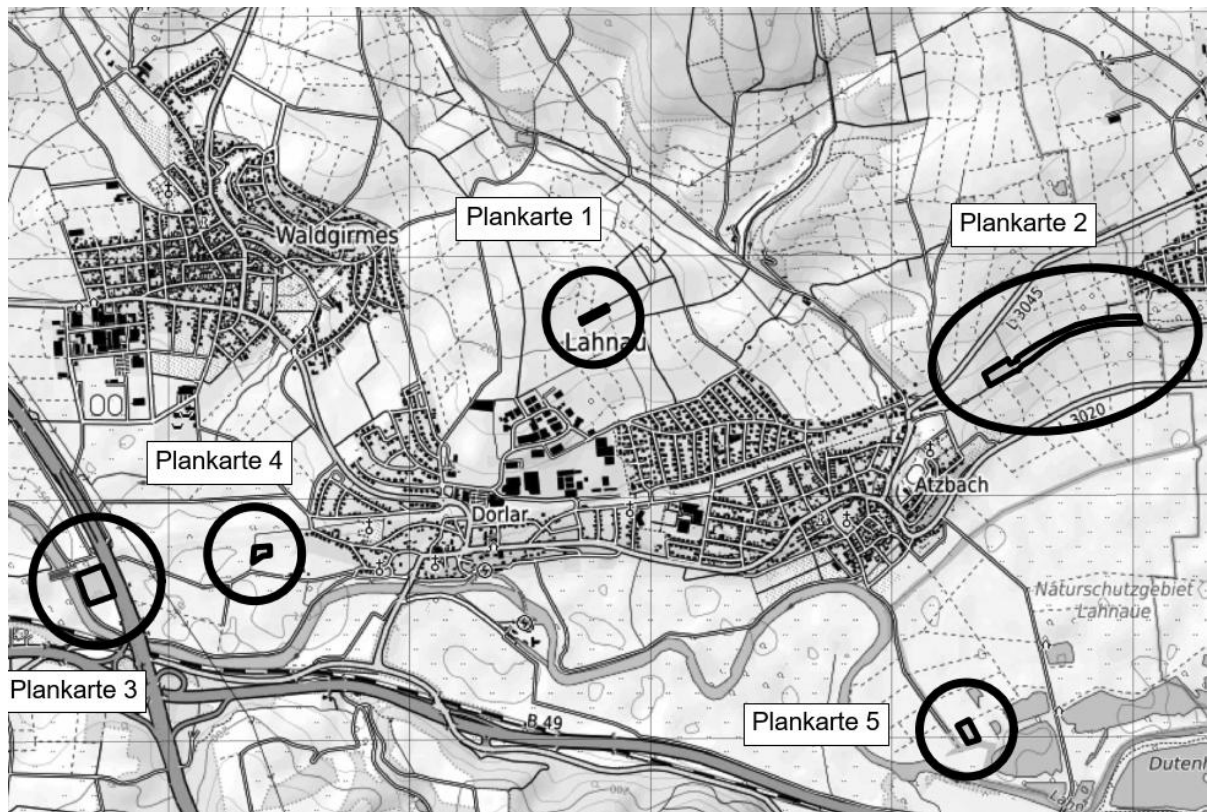 Plankarte 1
Plankarte 2
Waldgirmes
L 3045
Lahnau
3020
Plankarte 4
Atzbach
Dorlar
Naturschutzgebiet
Lahnaue
Plankarte 3
Plankarte 5
B 49
Dutenh